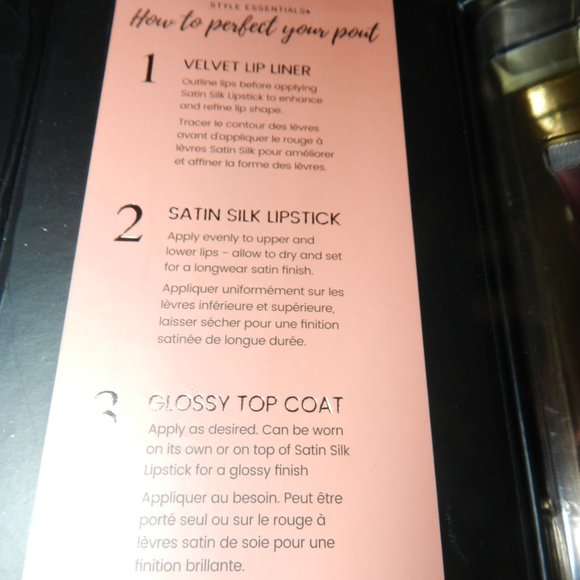 STYLE ESSENTIALS
How to perfect your pout
1 VELVET LIP LINER
Outline lips before applying
Satin Silk Lipstick to enhance
and refine lip shape.
Tracer le contour des lèvres
avant d'appliquer le rouge à
lèvres Satin Silk pour améliorer
et affiner la forme des lèvres.
2 SATIN SILK LIPSTICK
Apply evenly to upper and
lower lips - allow to dry and set
for a longwear satin finish.
Appliquer uniformément sur les
lèvres inférieure et supérieure,
laisser sécher pour une finition
satinée de longue durée.
3 GLOSSY TOP COAT
Apply as desired. Can be worn
on its own or on top of Satin Silk
Lipstick for a glossy finish
Appliquer au besoin. Peut être
porté seul ou sur le rouge à
lèvres satin de soie pour une
finition brillante.